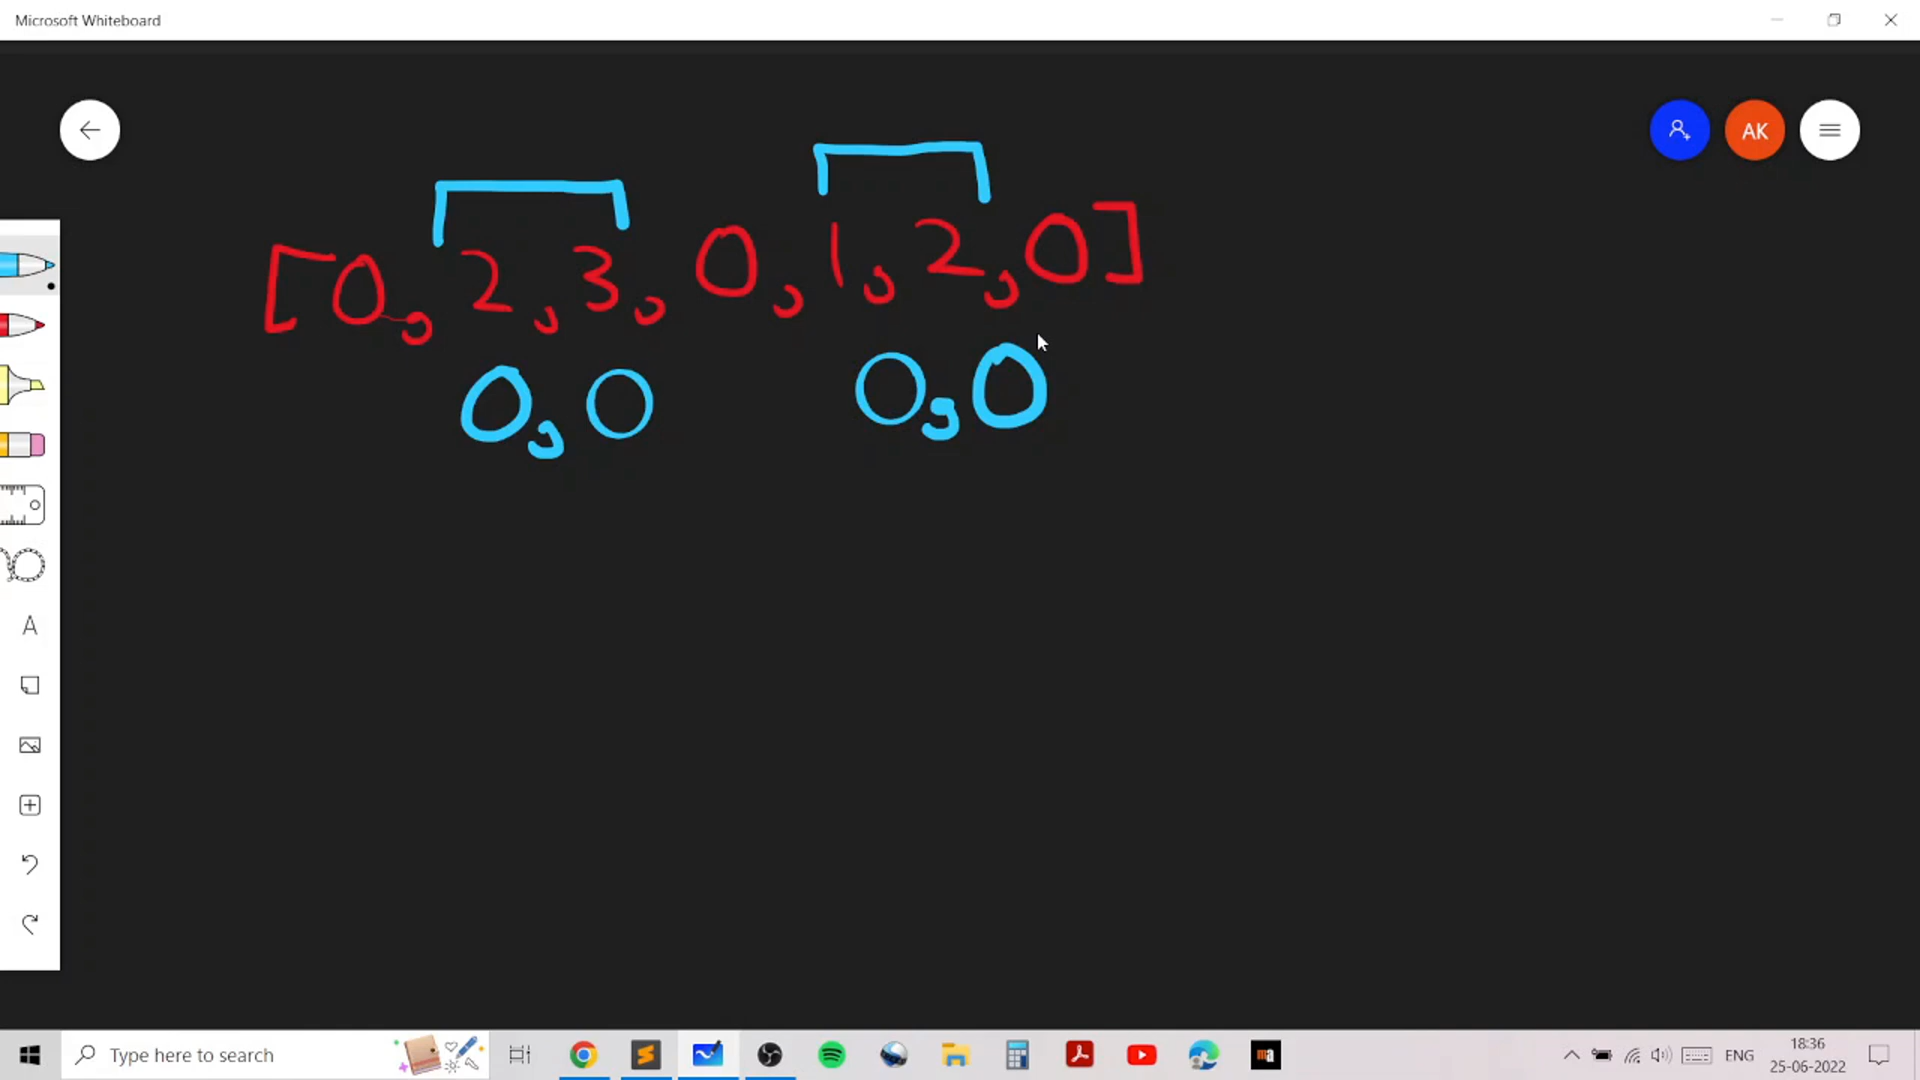 Microsoft Whiteboard
AK
[0, 2, 3, 0, 1, 2, 0]
0, 0 0, 0
A
Type here to search
ma
ENG
18:36
25-06-2022